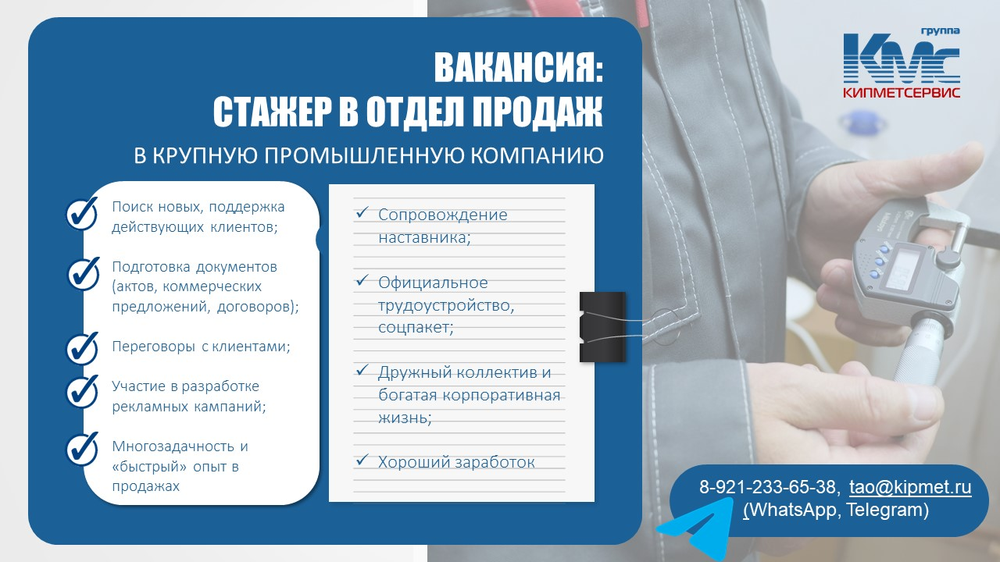 группа
КМС
КИПМЕТСЕРВИС
ВАКАНСИЯ:
СТАЖЕР В ОТДЕЛ ПРОДАЖ
В КРУПНУЮ ПРОМЫШЛЕННУЮ КОМПАНИЮ
Поиск новых, поддержка
действующих клиентов;
Подготовка документов
(актов, коммерческих
предложений, договоров);
Переговоры с клиентами;
Участие в разработке
рекламных кампаний;
Многозадачность и
«быстрый» опыт в
продажах
Сопровождение
наставника;
Официальное
трудоустройство,
соцпакет;
Дружный коллектив и
богатая корпоративная
жизнь;
Хороший заработок
8-921-233-65-38, tao@kipmet.ru
(WhatsApp, Telegram)